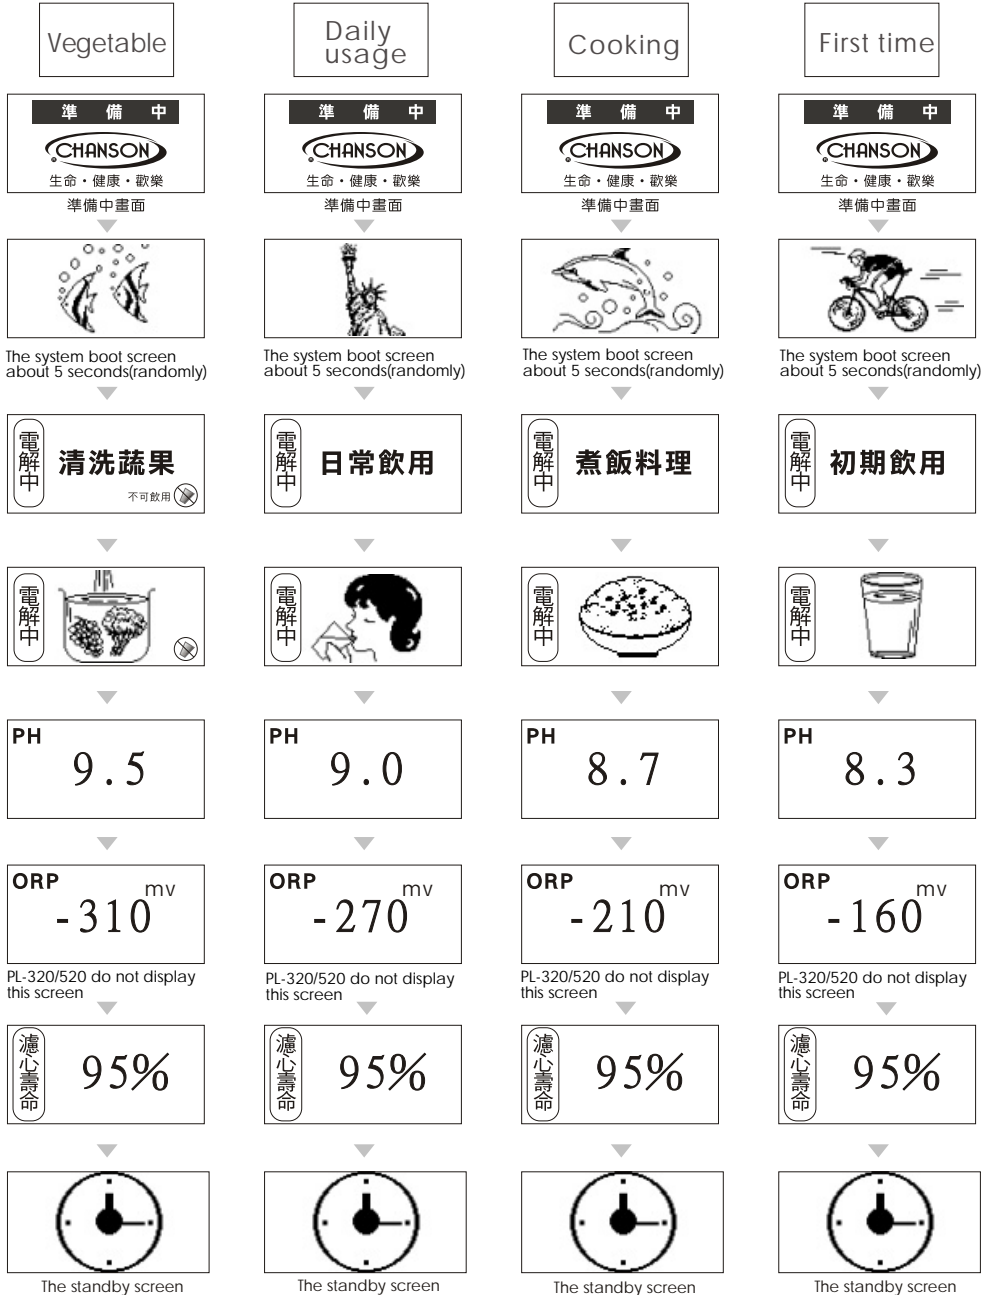 Vegetable
Daily
usage
Cooking
First time
準備中
CHANSON
生命・健康・歡樂
準備中畫面
準備中
CHANSON
生命・健康・歡樂
準備中畫面
準備中
CHANSON
生命・健康・歡樂
準備中畫面
準備中
CHANSON
生命・健康・歡樂
準備中畫面
The system boot screen
about 5 seconds(randomly)
The system boot screen
about 5 seconds(randomly)
The system boot screen
about 5 seconds(randomly)
The system boot screen
about 5 seconds(randomly)
電解中
清洗蔬果
不可飲用
電解中
日常飲用
電解中
煮飯料理
電解中
初期飲用
電解中
電解中
電解中
電解中
PH
9.5
PH
9.0
PH
8.7
PH
8.3
ORP
-310 mv
ORP
-270 mv
ORP
-210 mv
ORP
-160 mv
PL-320/520 do not display
this screen
PL-320/520 do not display
this screen
PL-320/520 do not display
this screen
PL-320/520 do not display
this screen
濾心壽命
95%
濾心壽命
95%
濾心壽命
95%
濾心壽命
95%
The standby screen
The standby screen
The standby screen
The standby screen